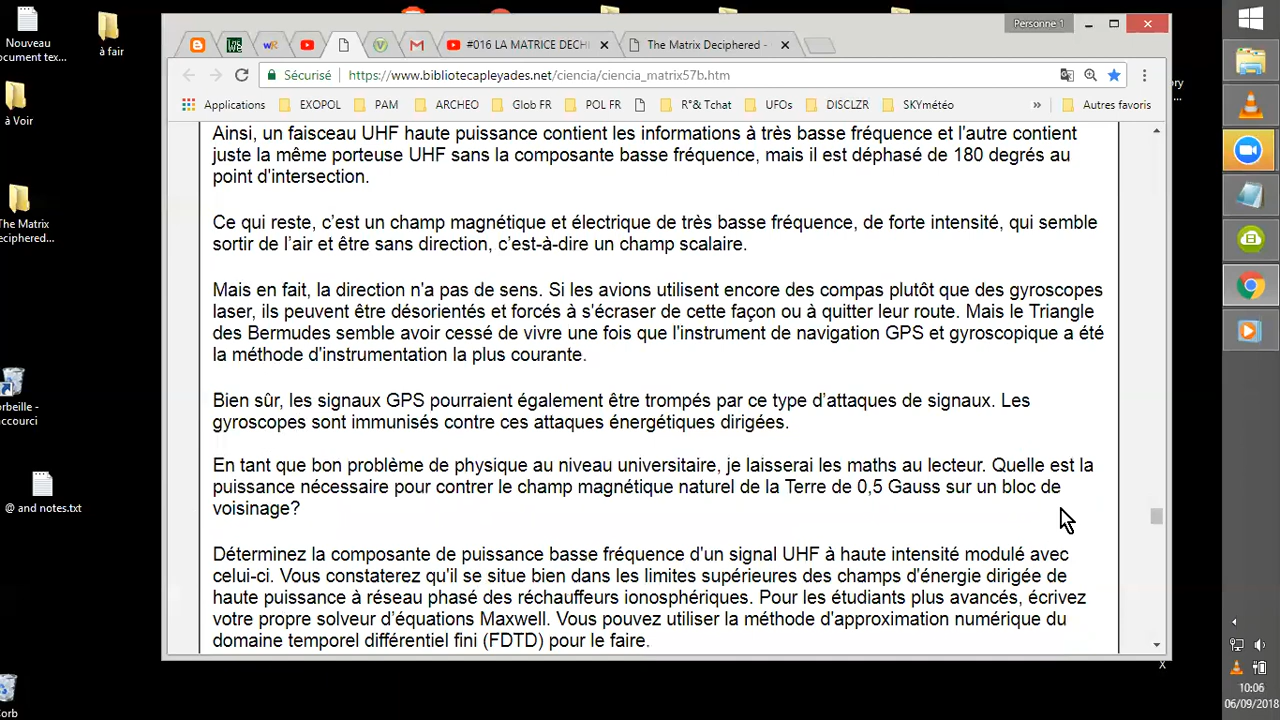 Personne 1
Nouveau
ocument tex...
à fair
#016 LA MATRICE DECH
The Matrix Deciphered -
Sécurisé
https://www.bibliotecapleyades.net/ciencia/ciencia_matrix57b.htm
Applications
EXOPOL
PAM
ARCHEO
Glob FR
POL FR
R°& Tchat
UFOs
DISCLZR
SKYmétéo
»
Autres favoris
ory
...
à Voir
The Matrix
eciphered...
orbeille -
ccourci
@ and notes.txt
Corb
Ainsi, un faisceau UHF haute puissance contient les informations à très basse fréquence et l'autre contient
juste la même porteuse UHF sans la composante basse fréquence, mais il est déphasé de 180 degrés au
point d'intersection.
Ce qui reste, c’est un champ magnétique et électrique de très basse fréquence, de forte intensité, qui semble
sortir de l’air et être sans direction, c’est-à-dire un champ scalaire.
Mais en fait, la direction n'a pas de sens. Si les avions utilisent encore des compas plutôt que des gyroscopes
laser, ils peuvent être désorientés et forcés à s'écraser de cette façon ou à quitter leur route. Mais le Triangle
des Bermudes semble avoir cessé de vivre une fois que l'instrument de navigation GPS et gyroscopique a été
la méthode d'instrumentation la plus courante.
Bien sûr, les signaux GPS pourraient également être trompés par ce type d’attaques de signaux. Les
gyroscopes sont immunisés contre ces attaques énergétiques dirigées.
En tant que bon problème de physique au niveau universitaire, je laisserai les maths au lecteur. Quelle est la
puissance nécessaire pour contrer le champ magnétique naturel de la Terre de 0,5 Gauss sur un bloc de
voisinage?
Déterminez la composante de puissance basse fréquence d'un signal UHF à haute intensité modulé avec
celui-ci. Vous constaterez qu'il se situe bien dans les limites supérieures des champs d'énergie dirigée de
haute puissance à réseau phasé des réchauffeurs ionosphériques. Pour les étudiants plus avancés, écrivez
votre propre solveur d’équations Maxwell. Vous pouvez utiliser la méthode d'approximation numérique du
domaine temporel différentiel fini (FDTD) pour le faire.
10:06
06/09/2018